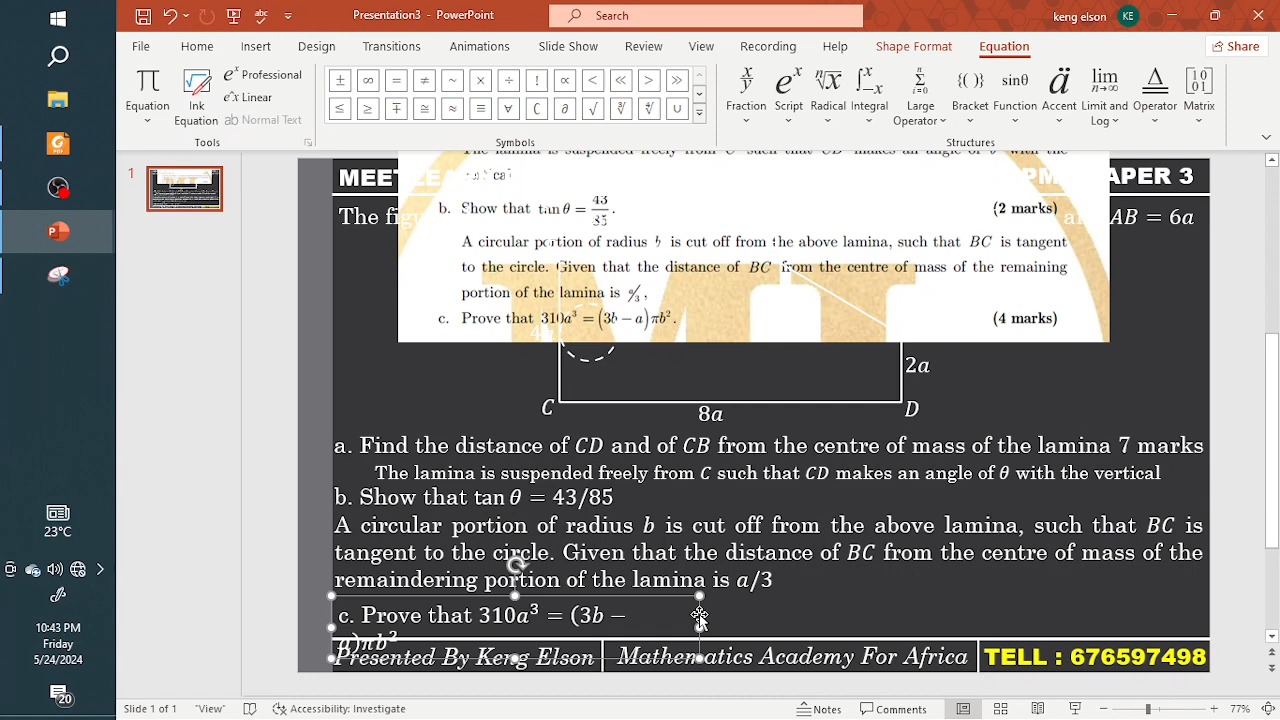 Presentation3 - PowerPoint
Search
keng elson KE
File Home Insert Design Transitions Animations Slide Show Review View Recording Help Shape Format Equation Share
Equation Ink Equation Professional Linear Normal Text
± ∞ = ≠ ~ × ÷ ! ∝ < ≪ > ≫
≤ ≥ ∓ ≅ ≈ ≡ ∀ ∁ ∂ √ ∛ ∜ ∪
Fraction Script Radical Integral Large Operator Bracket Function Accent Limit and Log Operator Matrix
Tools Symbols Structures
1
PAPER 3
The
AB = 6a
b. Show that tan θ = 43/85. (2 marks)
A circular portion of radius b is cut off from the above lamina, such that BC is tangent
to the circle. Given that the distance of BC from the centre of mass of the remaining
portion of the lamina is a/3,
c. Prove that 310a³ = (3b − a)πb². (4 marks)
2a
C 8a D
a. Find the distance of CD and of CB from the centre of mass of the lamina 7 marks
The lamina is suspended freely from C such that CD makes an angle of θ with the vertical
b. Show that tan θ = 43/85
A circular portion of radius b is cut off from the above lamina, such that BC is
tangent to the circle. Given that the distance of BC from the centre of mass of the
remaindering portion of the lamina is a/3
c. Prove that 310a³ = (3b −
a)πb²
Presented By Keng Elson Mathematics Academy For Africa TELL : 676597498
23°C
10:43 PM
Friday
5/24/2024
20
Slide 1 of 1 "View" Accessibility: Investigate Notes Comments 77%